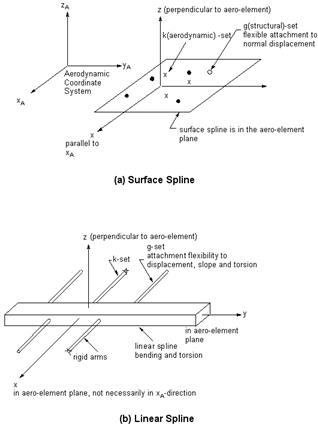 z_A
z (perpendicular to aero-element)
k(aerodynamic) -set
g(structural)-set
flexible attachment to
normal displacement
Aerodynamic
Coordinate
System
y_A
x_A
x
x
x
x
x
parallel to
x_A
surface spline is in the aero-element
plane
(a) Surface Spline
z (perpendicular to aero-element)
k-set
g-set
attachment flexibility to
displacement, slope and torsion
y
in aero-element
plane
linear spline
bending and torsion
rigid arms
x
in aero-element plane, not necessarily in x_A-direction
(b) Linear Spline